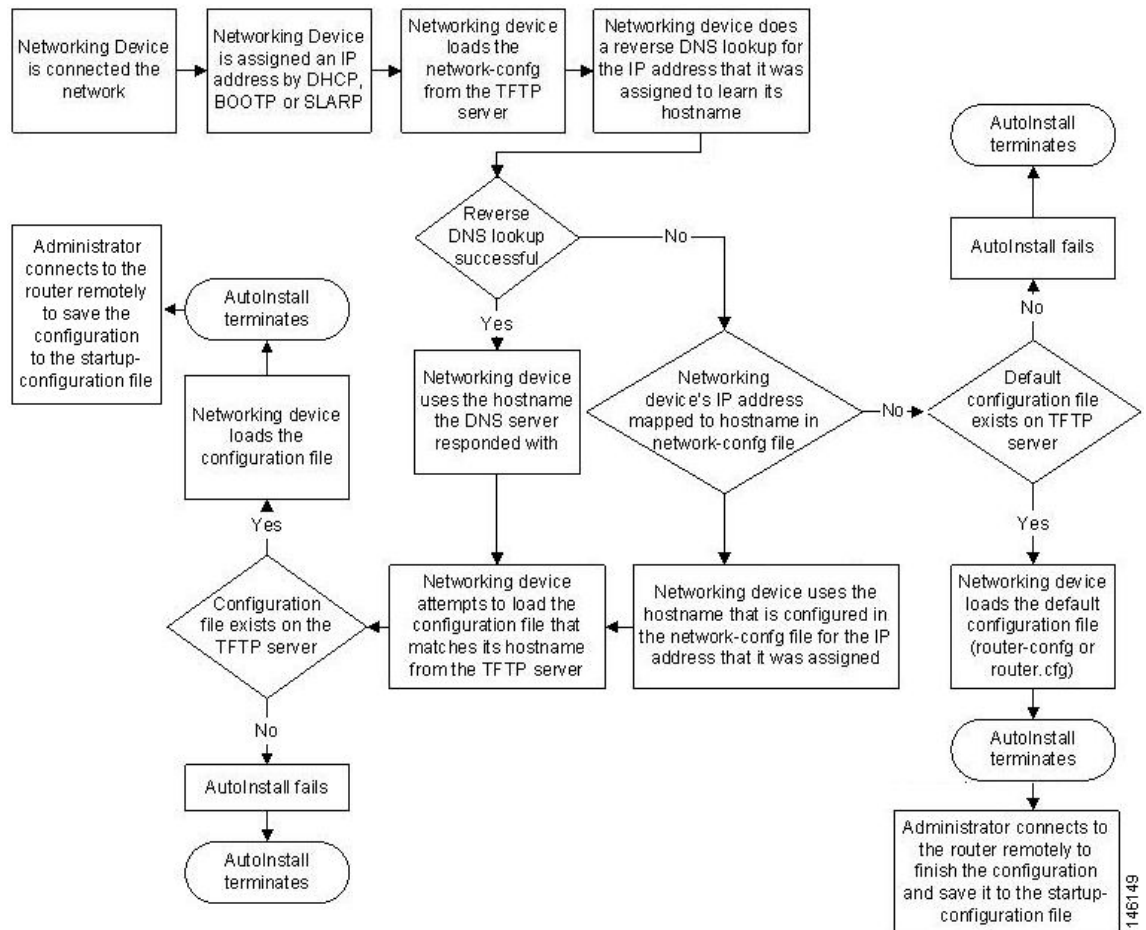 Networking Device
is connected the
network
Networking Device
is assigned an IP
address by DHCP,
BOOTP or SLARP
Networking device
loads the
network-confg
from the TFTP
server
Networking device does
a reverse DNS lookup for
the IP address that it was
assigned to learn its
hostname
AutoInstall
terminates
Reverse
DNS lookup
successful
No
AutoInstall fails
Administrator
connects to the
router remotely
to save the
configuration
to the startup-
configuration file
AutoInstall
terminates
Yes
No
Networking device
loads the
configuration file
Networking device
uses the hostname
the DNS server
responded with
Networking
device's IP address
mapped to hostname in
network-confg file
No
Default
configuration file
exists on TFTP
server
Yes
Yes
Configuration
file exists on the
TFTP server
Networking device
attempts to load the
configuration file that
matches its hostname
from the TFTP server
Networking device uses the
hostname that is configured in
the network-confg file for the IP
address that it was assigned
Networking device
loads the default
configuration file
(router-confg or
router.cfg)
No
AutoInstall fails
AutoInstall
terminates
AutoInstall
terminates
Administrator connects to
the router remotely to
finish the configuration
and save it to the startup-
configuration file
146149